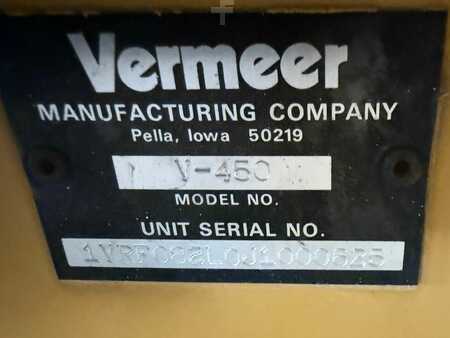 Vermeer
MANUFACTURING COMPANY
Pella, Iowa 50219
V-450
MODEL NO.
UNIT SERIAL NO.